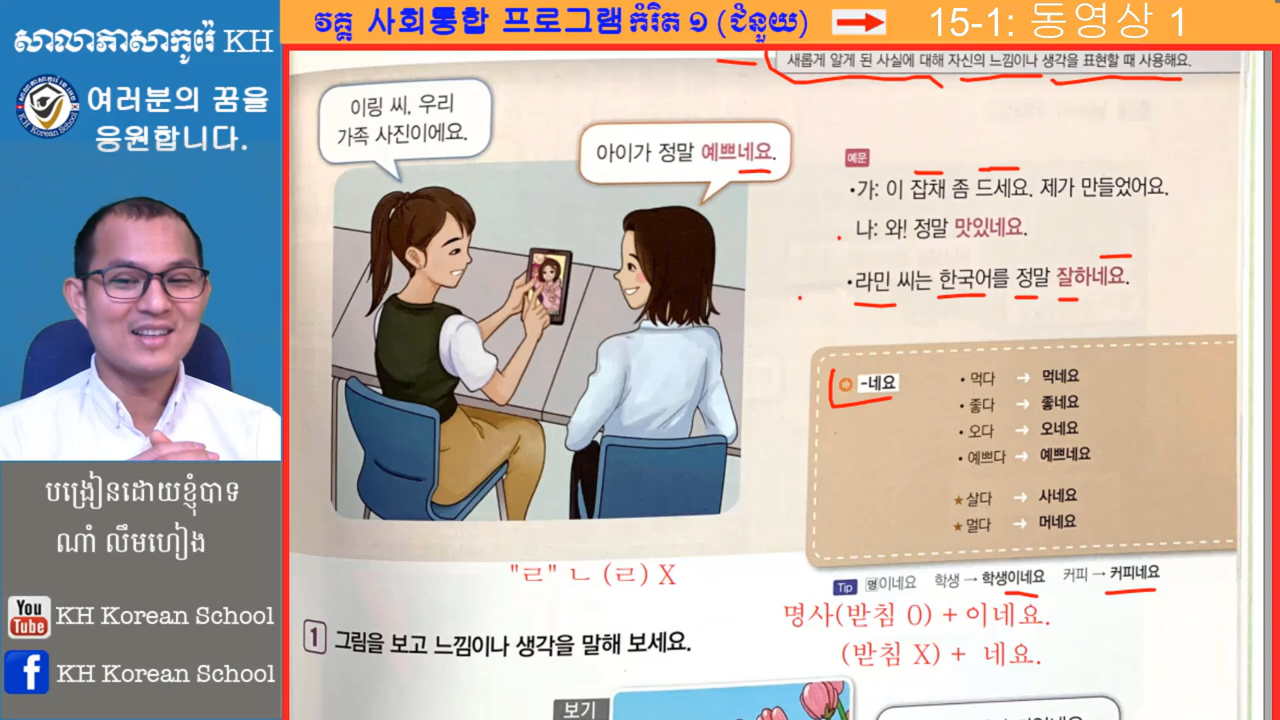 សាលាភាសាកូរ៉េ KH
여러분의 꿈을
응원합니다.
បង្រៀនដោយខ្ញុំបាទ
ណាំ លឹមហៀង
You Tube KH Korean School
f KH Korean School
វគ្គ 사회통합 프로그램 កំរិត ១ (ជំនួយ)
15-1: 동영상 1
새롭게 알게 된 사실에 대해 자신의 느낌이나 생각을 표현할 때 사용해요.
이링 씨, 우리
가족 사진이에요.
아이가 정말 예쁘네요.
예문
•가: 이 잡채 좀 드세요. 제가 만들었어요.
나: 와! 정말 맛있네요.
•라민 씨는 한국어를 정말 잘하네요.
-네요
• 먹다 → 먹네요
• 좋다 → 좋네요
• 오다 → 오네요
• 예쁘다 → 예쁘네요
★살다 → 사네요
★멀다 → 머네요
Tip 명이네요 학생 → 학생이네요 커피 → 커피네요
"ㄹ" ㄴ (ㄹ) X
명사(받침 O) + 이네요.
(받침 X) + 네요.
1 그림을 보고 느낌이나 생각을 말해 보세요.
보기